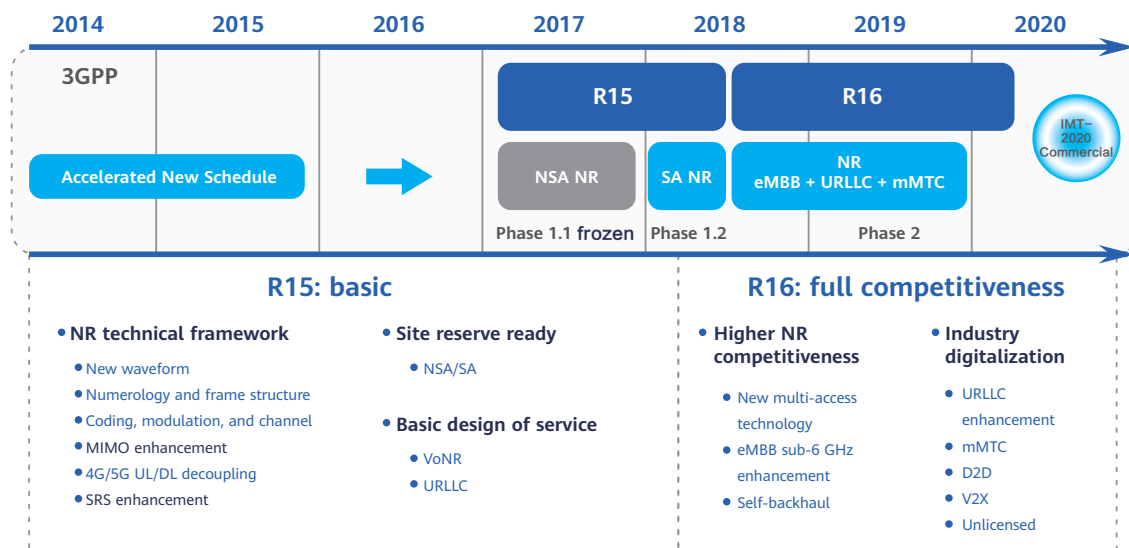 2014 2015 2016 2017 2018 2019 2020
3GPP
R15
R16
IMT-
2020
Commercial
Accelerated New Schedule
NSA NR
SA NR
NR
eMBB + URLLC + mMTC
Phase 1.1 frozen
Phase 1.2
Phase 2
R15: basic
• NR technical framework
• New waveform
• Numerology and frame structure
• Coding, modulation, and channel
• MIMO enhancement
• 4G/5G UL/DL decoupling
• SRS enhancement
• Site reserve ready
• NSA/SA
• Basic design of service
• VoNR
• URLLC
R16: full competitiveness
• Higher NR
competitiveness
• New multi-access
technology
• eMBB sub-6 GHz
enhancement
• Self-backhaul
• Industry
digitalization
• URLLC
enhancement
• mMTC
• D2D
• V2X
• Unlicensed